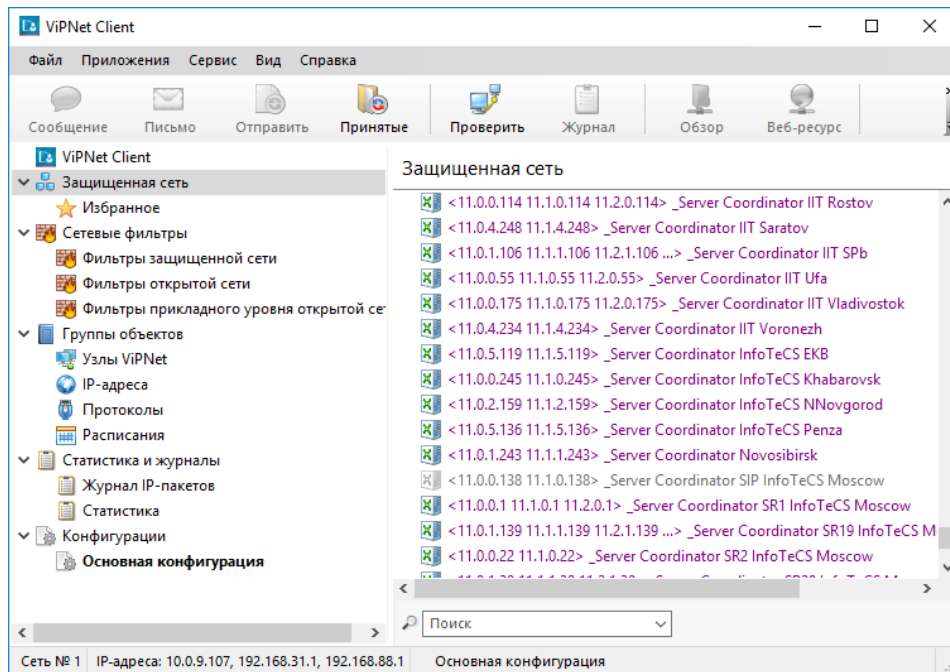 ViPNet Client
Файл Приложения Сервис Вид Справка
Сообщение Письмо Отправить Принятые Проверить Журнал Обзор Веб-ресурс
ViPNet Client
Защищенная сеть
Избранное
Сетевые фильтры
Фильтры защищенной сети
Фильтры открытой сети
Фильтры прикладного уровня открытой се
Группы объектов
Узлы ViPNet
IP-адреса
Протоколы
Расписания
Статистика и журналы
Журнал IP-пакетов
Статистика
Конфигурации
Основная конфигурация
Защищенная сеть
<11.0.0.114 11.1.0.114 11.2.0.114> _Server Coordinator IIT Rostov
<11.0.4.248 11.1.4.248> _Server Coordinator IIT Saratov
<11.0.1.106 11.1.1.106 11.2.1.106 ...> _Server Coordinator IIT SPb
<11.0.0.55 11.1.0.55 11.2.0.55> _Server Coordinator IIT Ufa
<11.0.0.175 11.1.0.175 11.2.0.175> _Server Coordinator IIT Vladivostok
<11.0.4.234 11.1.4.234> _Server Coordinator IIT Voronezh
<11.0.5.119 11.1.5.119> _Server Coordinator InfoTeCS EKB
<11.0.0.245 11.1.0.245> _Server Coordinator InfoTeCS Khabarovsk
<11.0.2.159 11.1.2.159> _Server Coordinator InfoTeCS NNovgorod
<11.0.5.136 11.1.5.136> _Server Coordinator InfoTeCS Penza
<11.0.1.243 11.1.1.243> _Server Coordinator Novosibirsk
<11.0.0.138 11.1.0.138> _Server Coordinator SIP InfoTeCS Moscow
<11.0.0.1 11.1.0.1 11.2.0.1> _Server Coordinator SR1 InfoTeCS Moscow
<11.0.1.139 11.1.1.139 11.2.1.139 ...> _Server Coordinator SR19 InfoTeCS M
<11.0.0.22 11.1.0.22> _Server Coordinator SR2 InfoTeCS Moscow
Поиск
Сеть № 1 IP-адреса: 10.0.9.107, 192.168.31.1, 192.168.88.1 Основная конфигурация